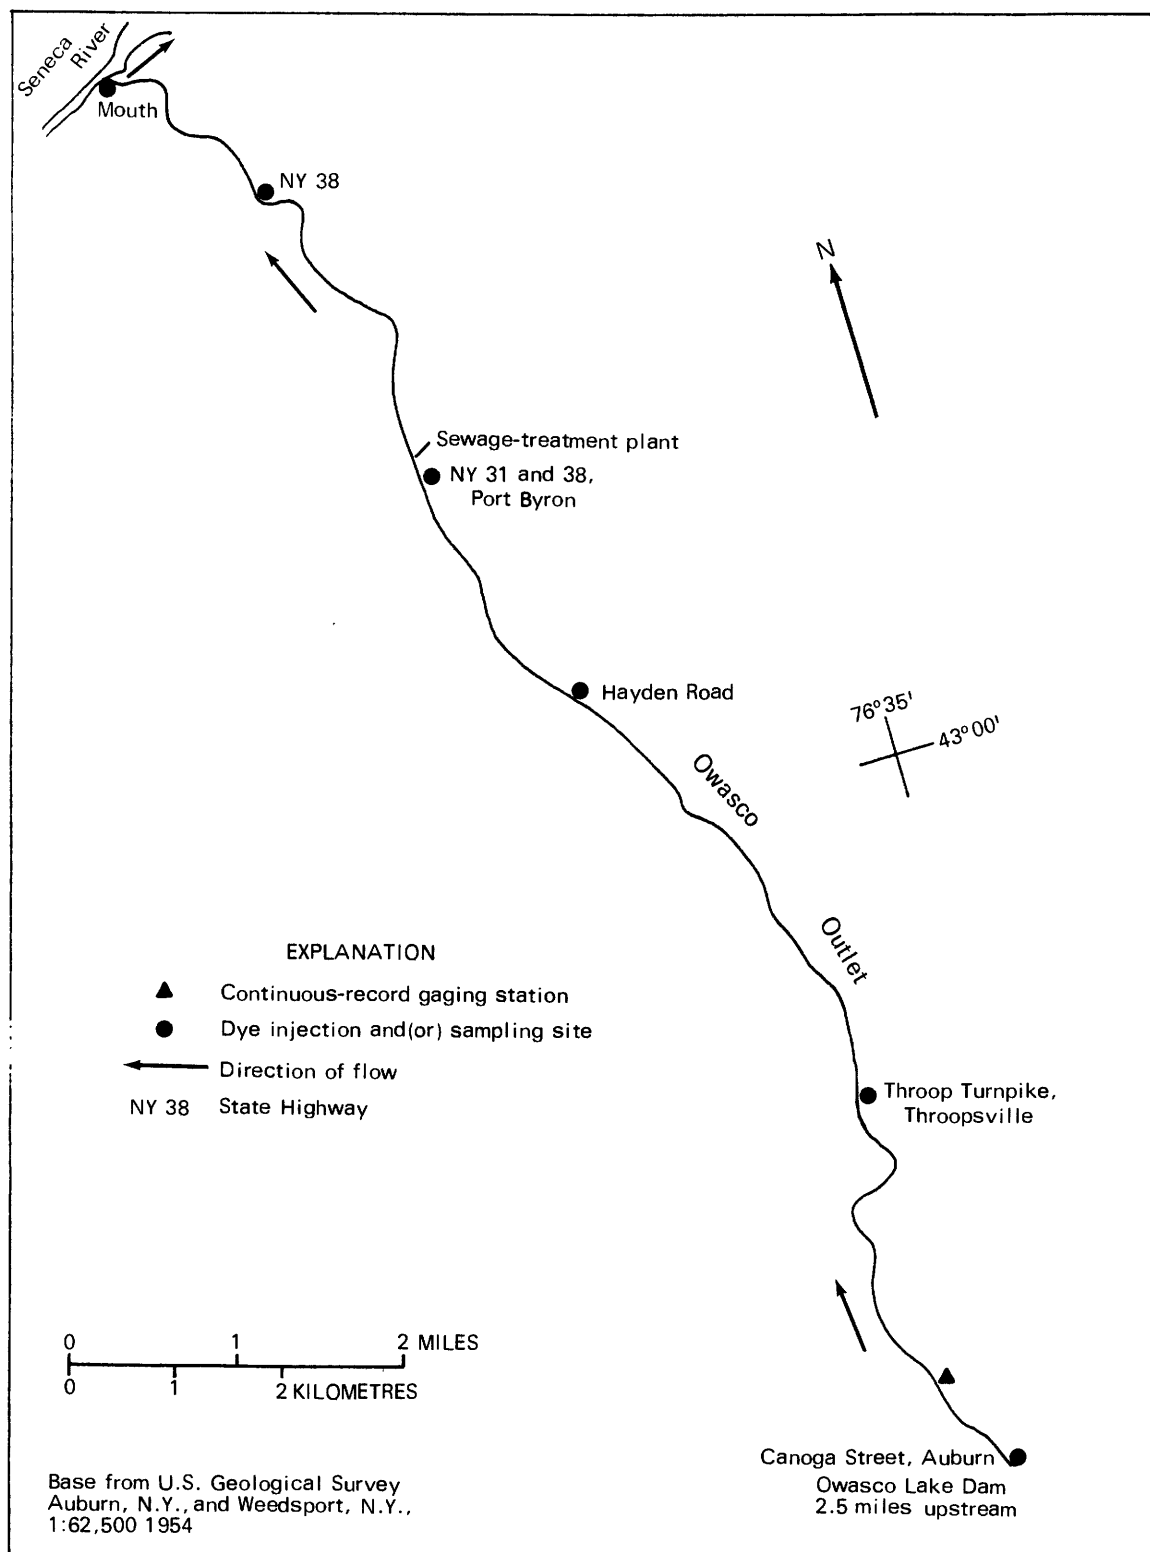 Seneca
River
Mouth
NY 38
N
Sewage-treatment plant
NY 31 and 38,
Port Byron
Hayden Road
76°35'
43°00'
Owasco
Outlet
EXPLANATION
Continuous-record gaging station
Dye injection and(or) sampling site
Direction of flow
NY 38 State Highway
Throop Turnpike,
Throopsville
0 1 2 MILES
0 1 2 KILOMETRES
Canoga Street, Auburn
Owasco Lake Dam
2.5 miles upstream
Base from U.S. Geological Survey
Auburn, N.Y., and Weedsport, N.Y.,
1:62,500 1954